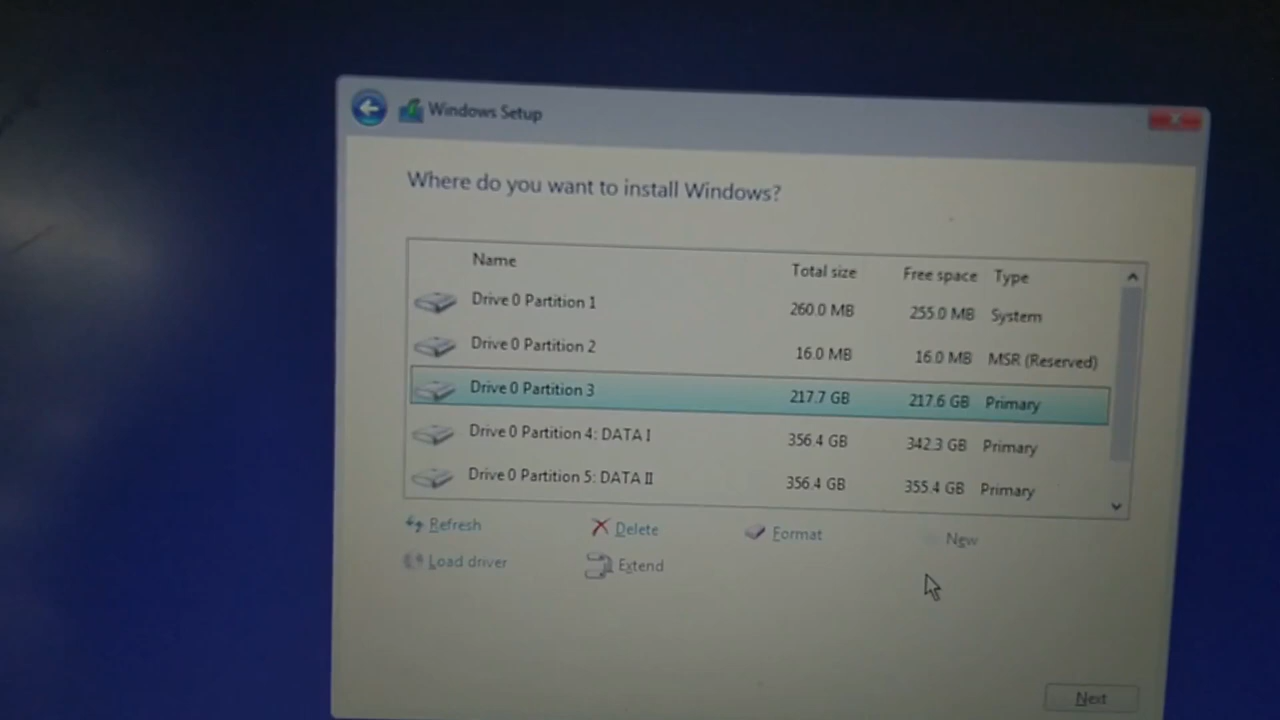 Windows Setup
Where do you want to install Windows?
Name Total size Free space Type
Drive 0 Partition 1 260.0 MB 255.0 MB System
Drive 0 Partition 2 16.0 MB 16.0 MB MSR (Reserved)
Drive 0 Partition 3 217.7 GB 217.6 GB Primary
Drive 0 Partition 4: DATA I 356.4 GB 342.3 GB Primary
Drive 0 Partition 5: DATA II 356.4 GB 355.4 GB Primary
Refresh Delete Format New
Load driver Extend
Next